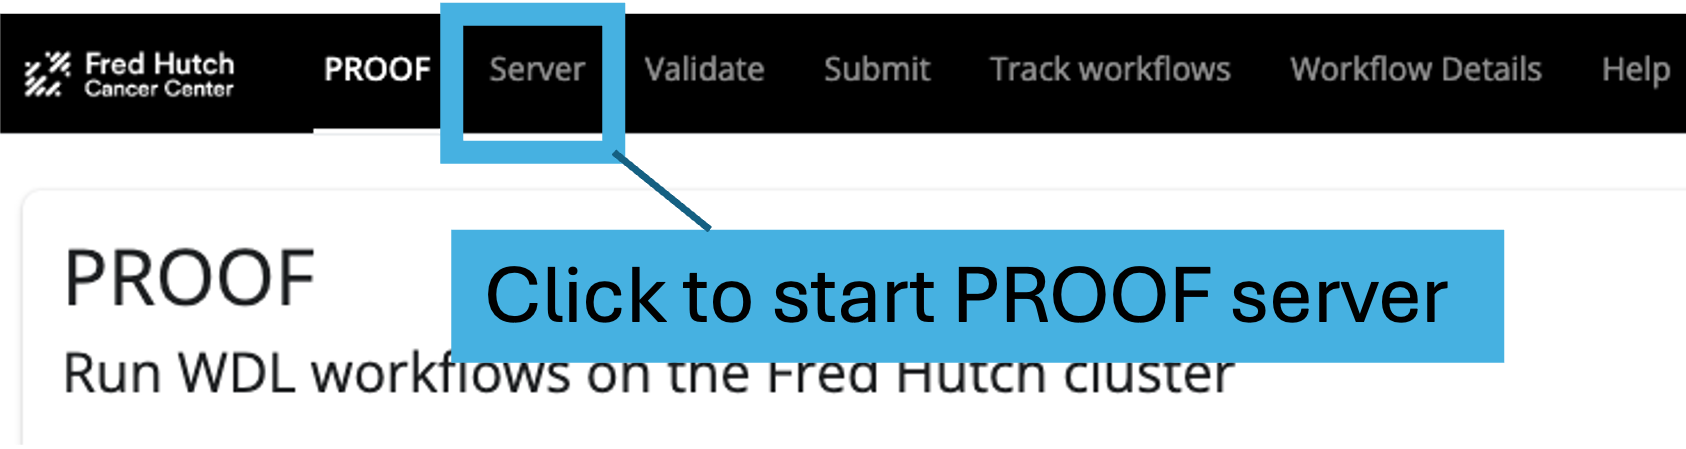 Fred Hutch
Cancer Center
PROOF Server Validate Submit Track workflows Workflow Details Help
PROOF
Click to start PROOF server
Run WDL workflows on the Fred Hutch cluster